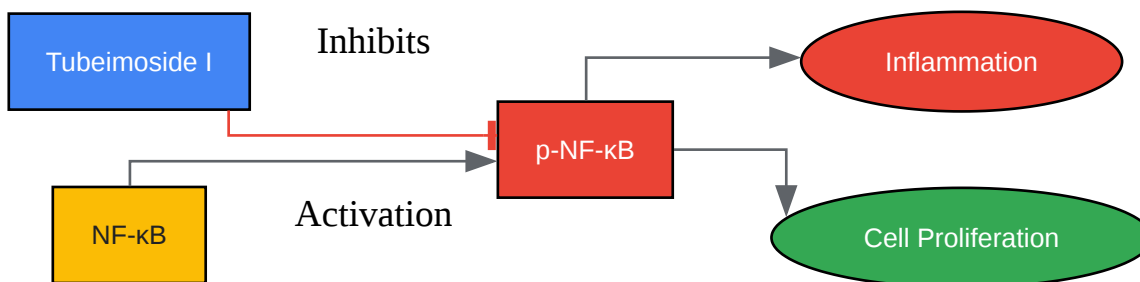 Inhibits
Tubeimoside I
Inflammation
p-NF-κB
Activation
NF-κB
Cell Proliferation